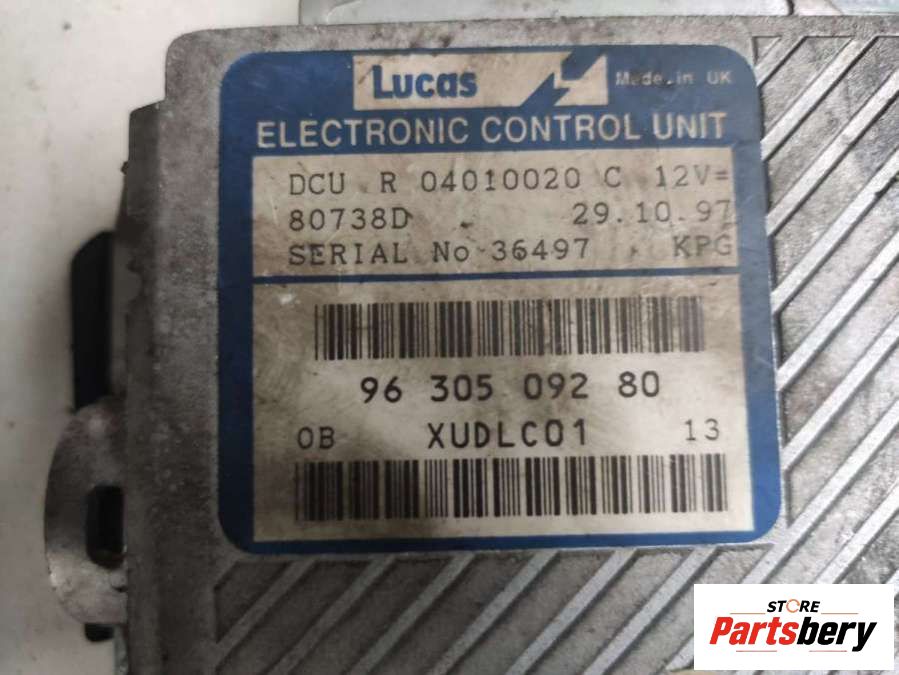 Lucas Made in UK
ELECTRONIC CONTROL UNIT
DCU R 04010020 C 12V=
80738D 29.10.97
SERIAL No 36497 KPG
96 305 092 80
0B XUDLC01 13
STORE
Partsbery